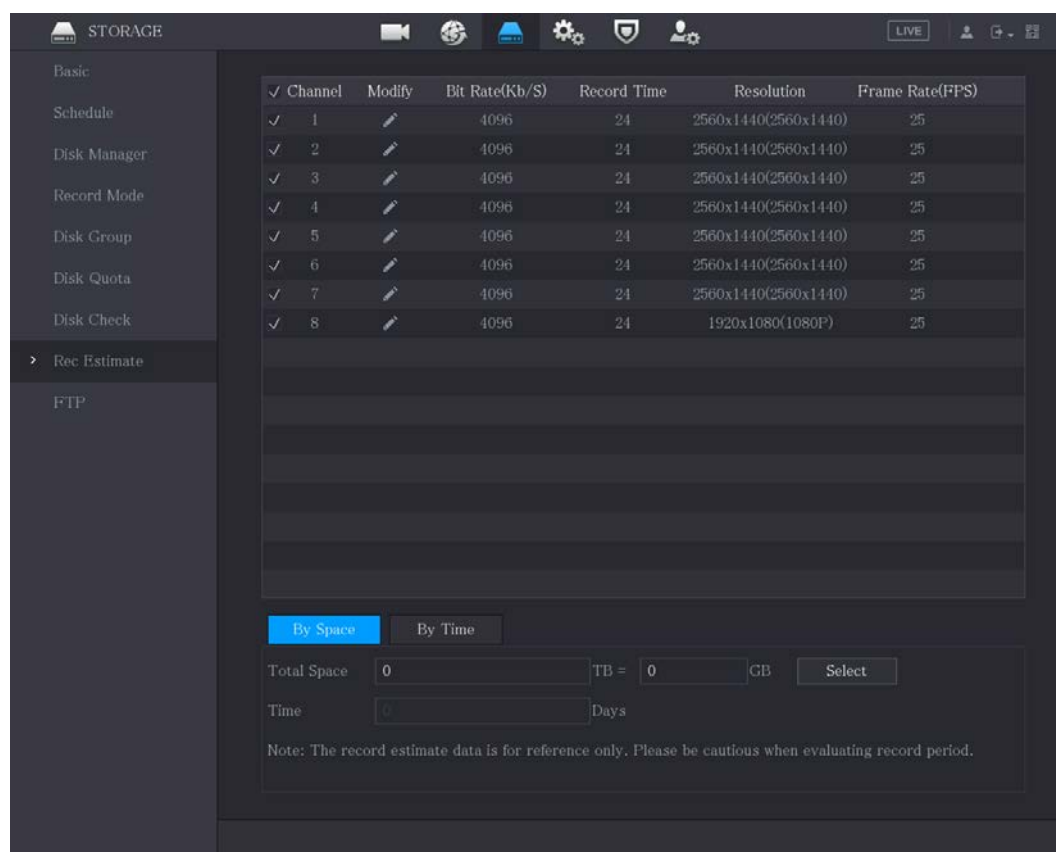 STORAGE LIVE
Basic
Schedule
Disk Manager
Record Mode
Disk Group
Disk Quota
Disk Check
Rec Estimate
FTP
Channel Modify Bit Rate(Kb/S) Record Time Resolution Frame Rate(FPS)
1 4096 24 2560x1440(2560x1440) 25
2 4096 24 2560x1440(2560x1440) 25
3 4096 24 2560x1440(2560x1440) 25
4 4096 24 2560x1440(2560x1440) 25
5 4096 24 2560x1440(2560x1440) 25
6 4096 24 2560x1440(2560x1440) 25
7 4096 24 2560x1440(2560x1440) 25
8 4096 24 1920x1080(1080P) 25
By Space By Time
Total Space 0 TB = 0 GB Select
Time 0 Days
Note: The record estimate data is for reference only. Please be cautious when evaluating record period.